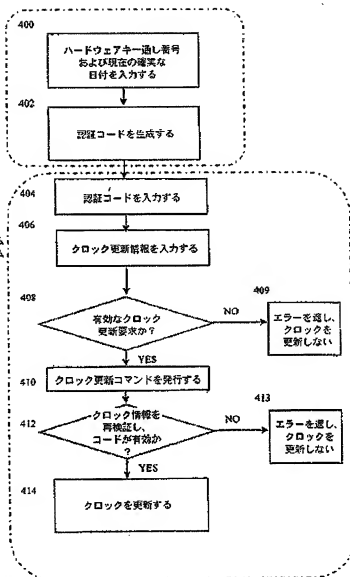 400
ハードウェアキー通し番号
および現在の確実な
日付を入力する
402
認証コードを生成する
404
認証コードを入力する
406
クロック更新情報を入力する
408
有効なクロック
更新要求か?
NO
409
エラーを返し、
クロックを
更新しない
YES
410
クロック更新コマンドを発行する
412
クロック情報を
再検証し、
コードが有効か
?
NO
413
エラーを返し、
クロックを
更新しない
YES
414
クロックを更新する